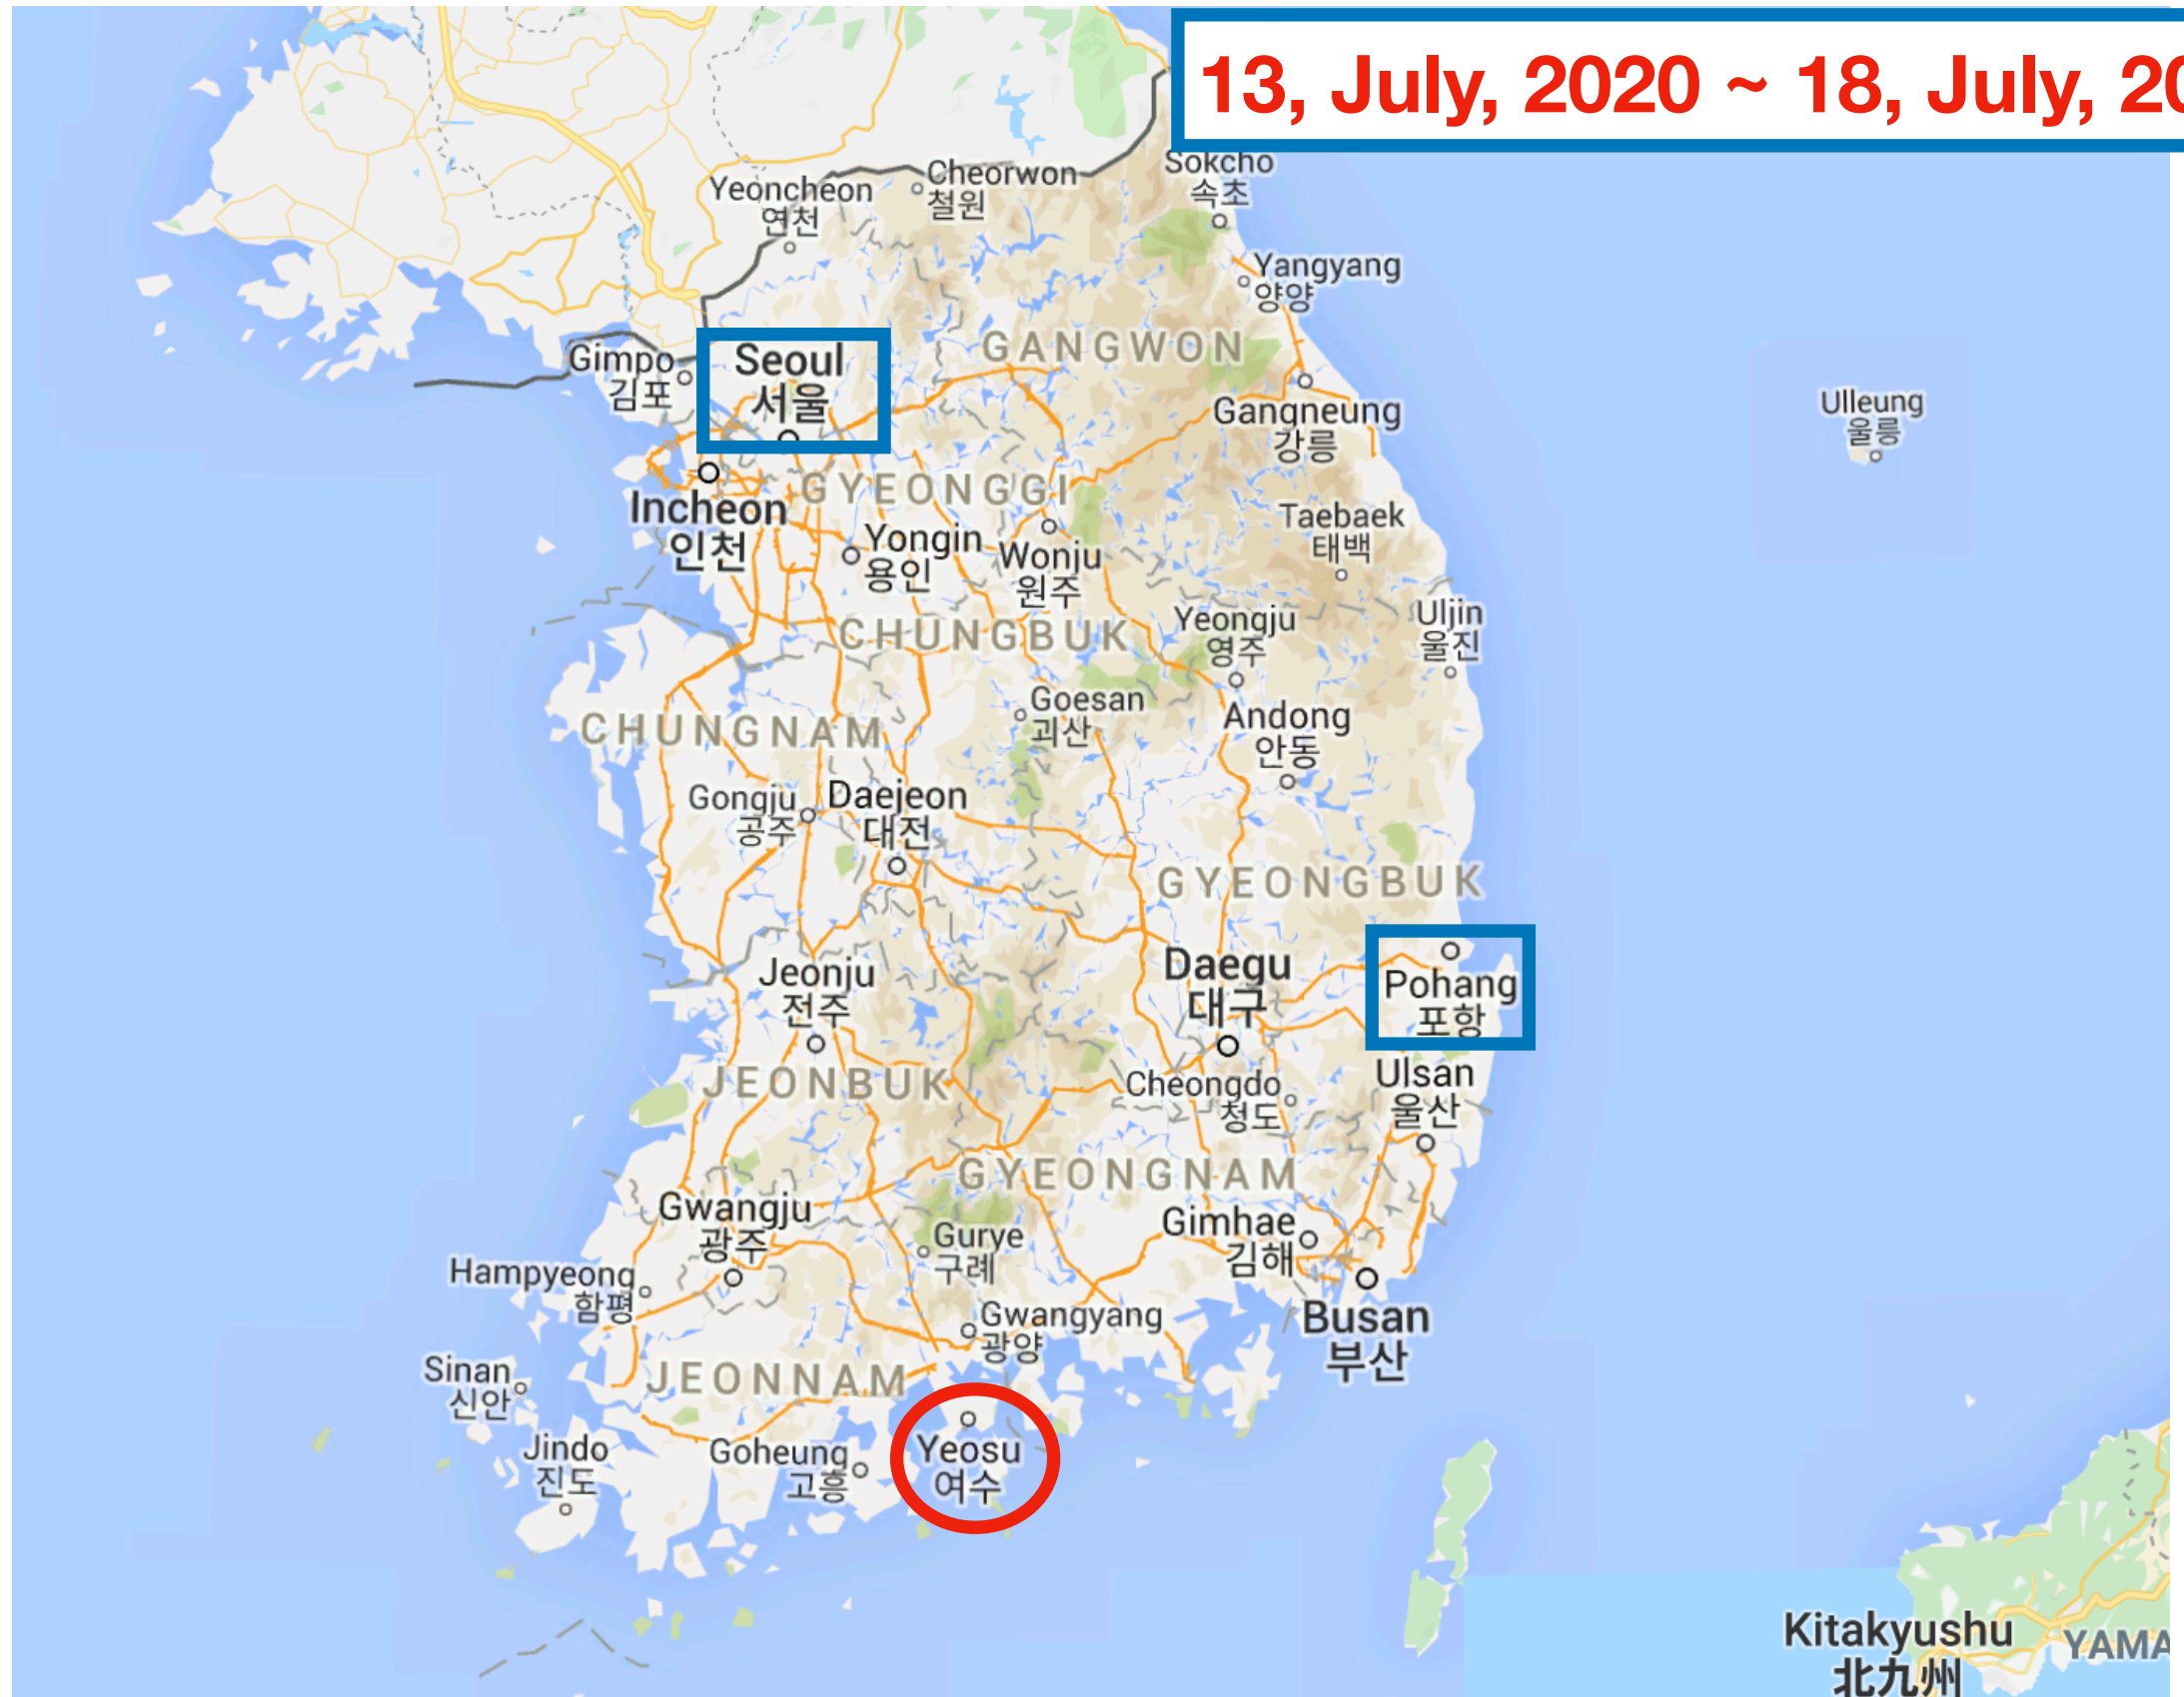 13, July, 2020 ~ 18, July, 20
Cheorwon
철원
Yeoncheon
연천
Sokcho
속초
Yangyang
양양
GANGWON
Gimpo
김포
Seoul
서울
Gangneung
강릉
Ulleung
울릉
GYEONGGI
Incheon
인천
Yongin
용인
Wonju
원주
Taebaek
태백
CHUNGBUK
Yeongju
영주
Uljin
울진
Goesan
괴산
CHUNGNAM
Andong
안동
Gongju
공주
Daejeon
대전
GYEONGBUK
Jeonju
전주
Daegu
대구
Pohang
포항
JEONBUK
Cheongdo
청도
Ulsan
울산
GYEONGNAM
Gwangju
광주
Gurye
구례
Gimhae
김해
Hampyeong
함평
Gwangyang
광양
Busan
부산
Sinan
신안
JEONNAM
Jindo
진도
Goheung
고흥
Yeosu
여수
Kitakyushu
北九州
YAMA